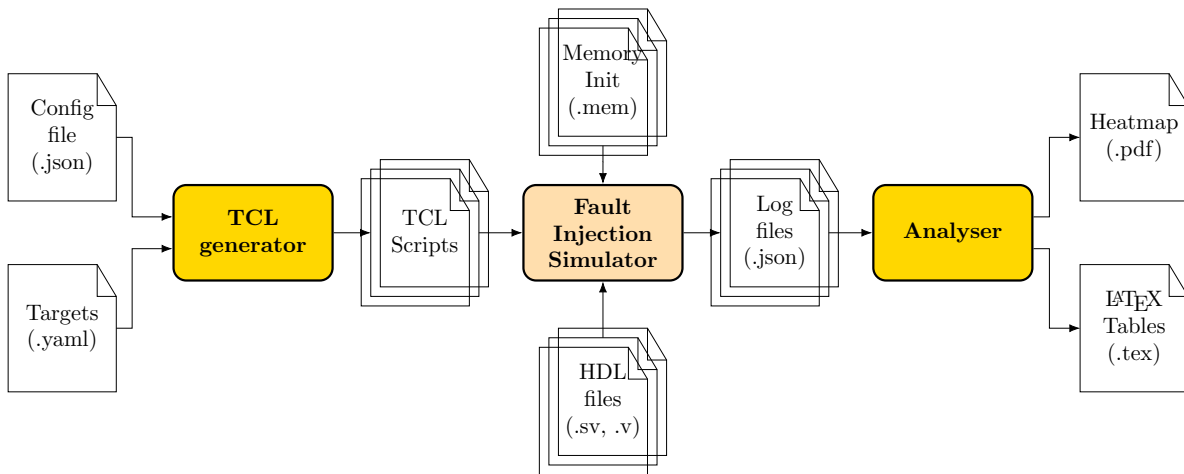 Config
file
(.json)
Targets
(.yaml)
TCL
generator
TCL
Scripts
Memory
Init
(.mem)
Fault
Injection
Simulator
HDL
files
(.sv, .v)
Log
files
(.json)
Analyser
Heatmap
(.pdf)
LATEX
Tables
(.tex)